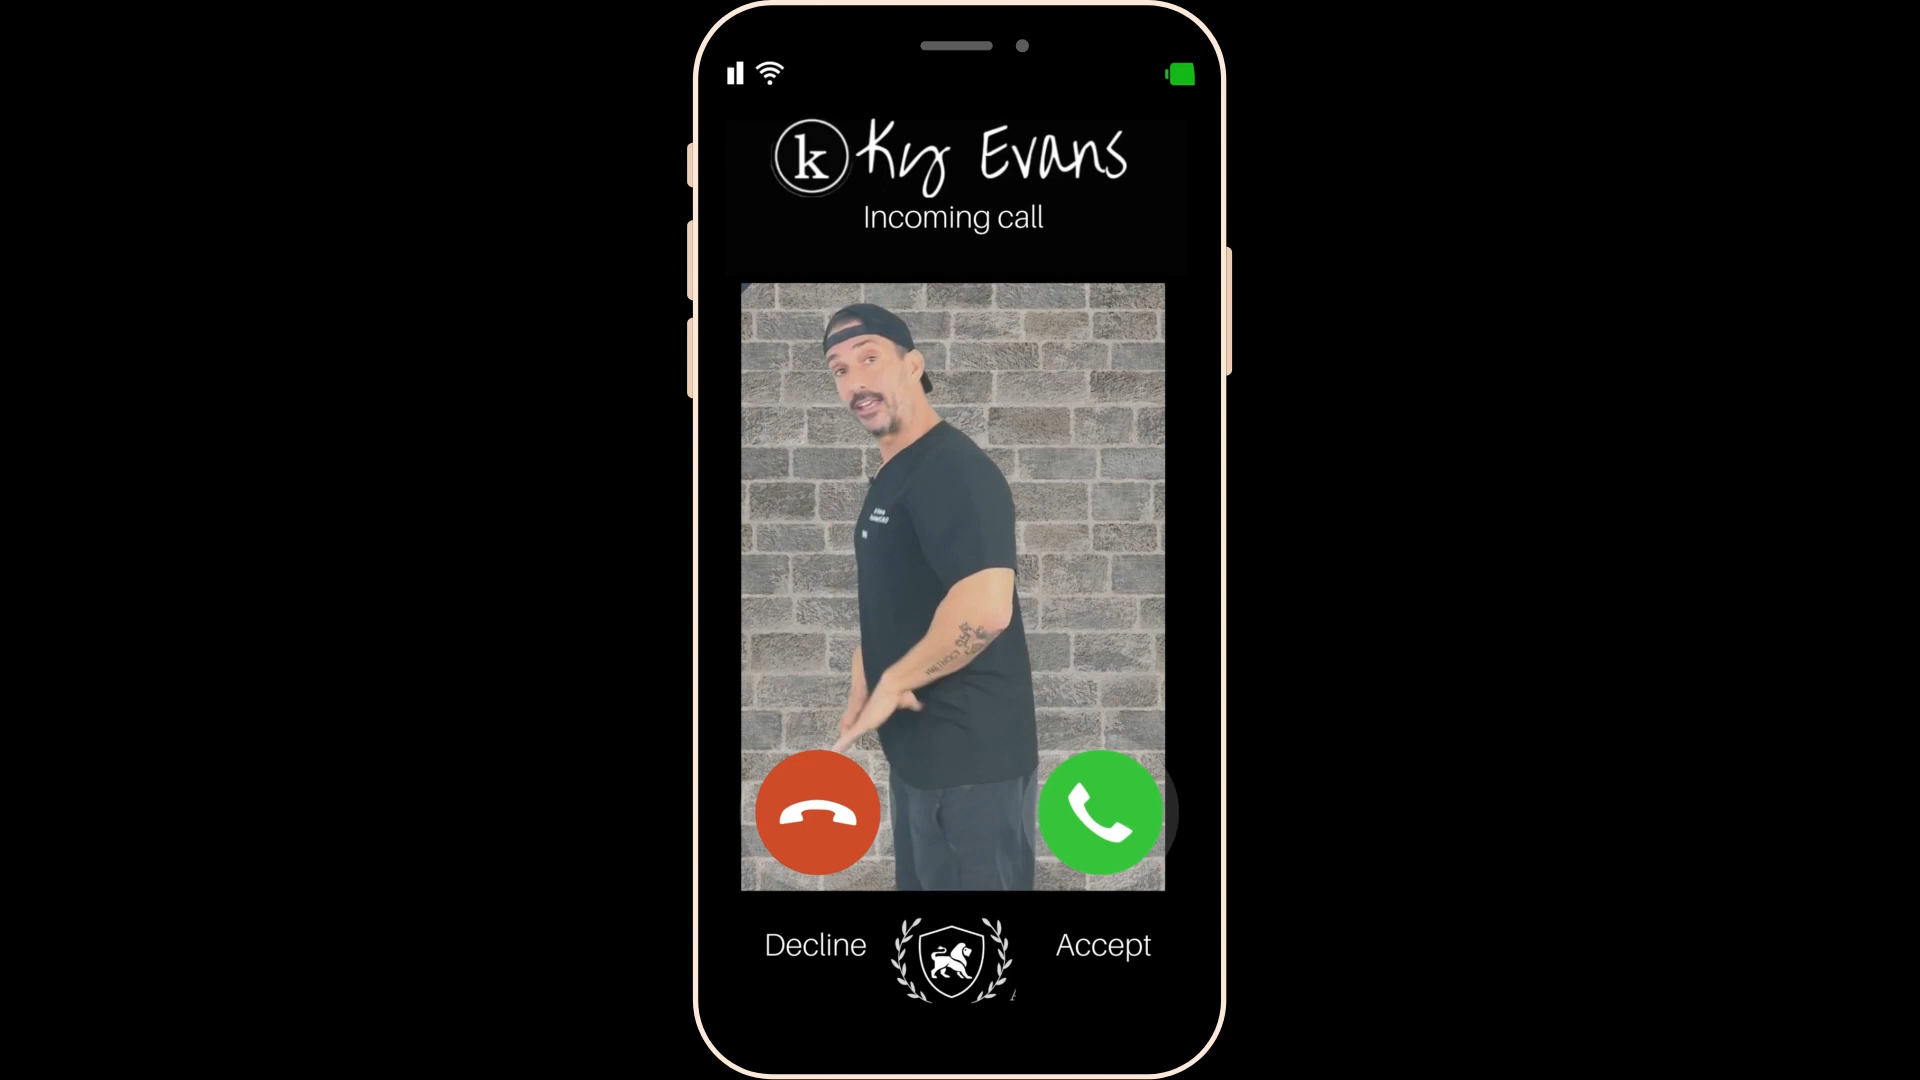 k Ky Evans
Incoming call
Decline
Accept